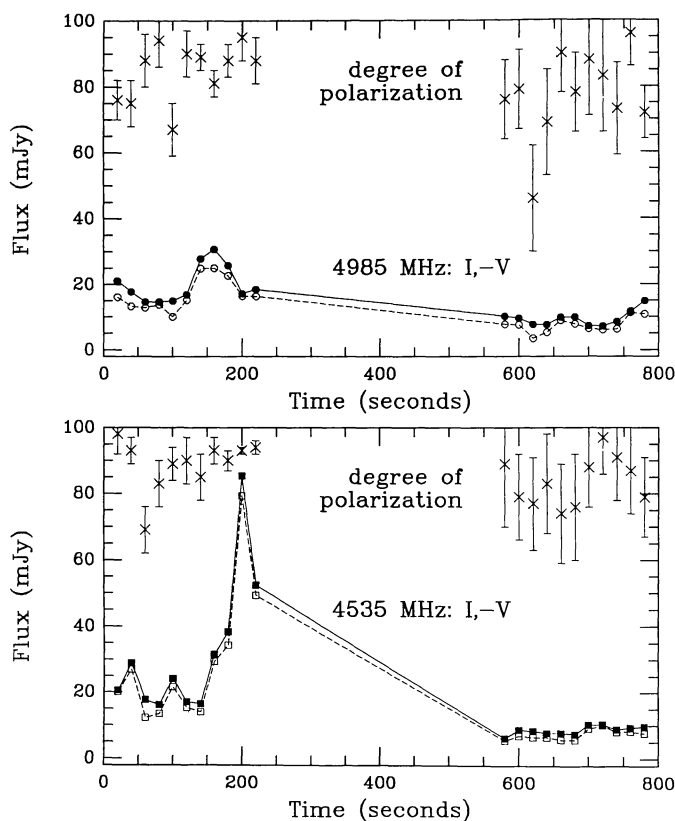 100
80
60
40
20
0
Flux (mJy)
degree of
polarization
4985 MHz: I,−V
0 200 400 600 800
Time (seconds)
100
80
60
40
20
0
Flux (mJy)
degree of
polarization
4535 MHz: I,−V
0 200 400 600 800
Time (seconds)